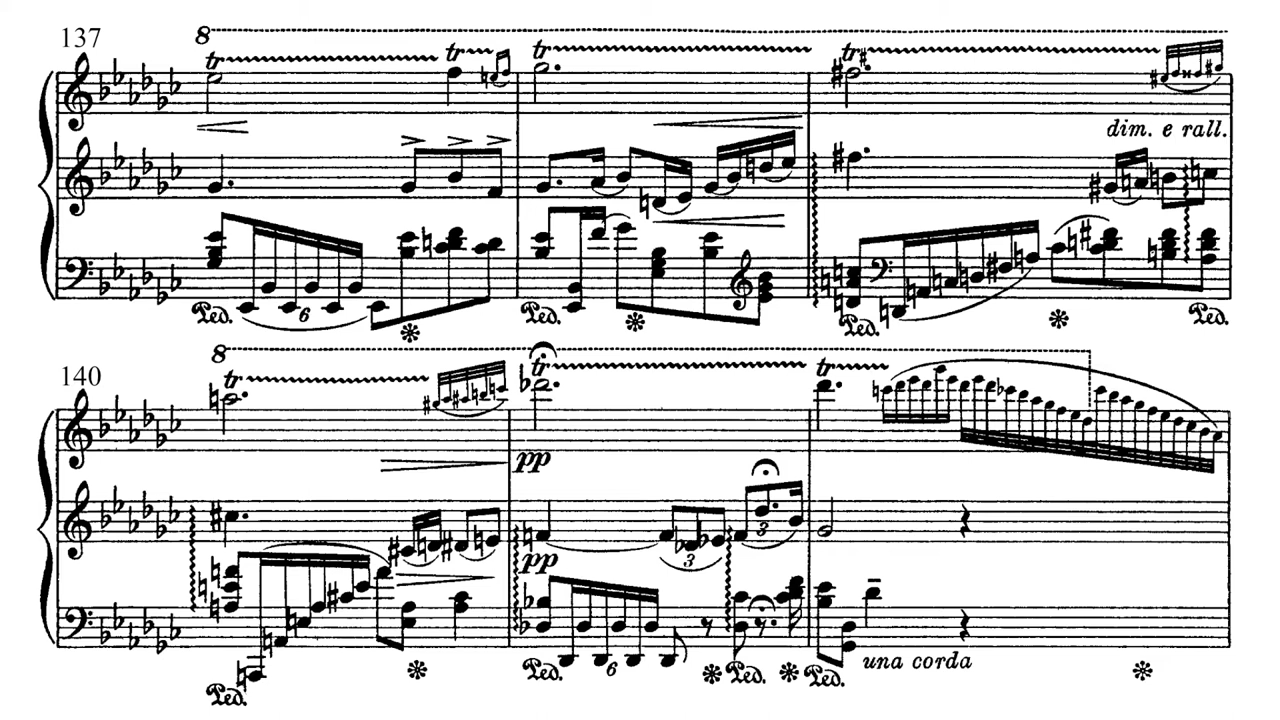 137
8
tr tr tr tr
dim. e rall.
6
Ped. Ped. Ped. Ped.
140
8
tr tr tr
pp
3
pp 3
6
una corda
Ped. Ped. Ped. Ped.